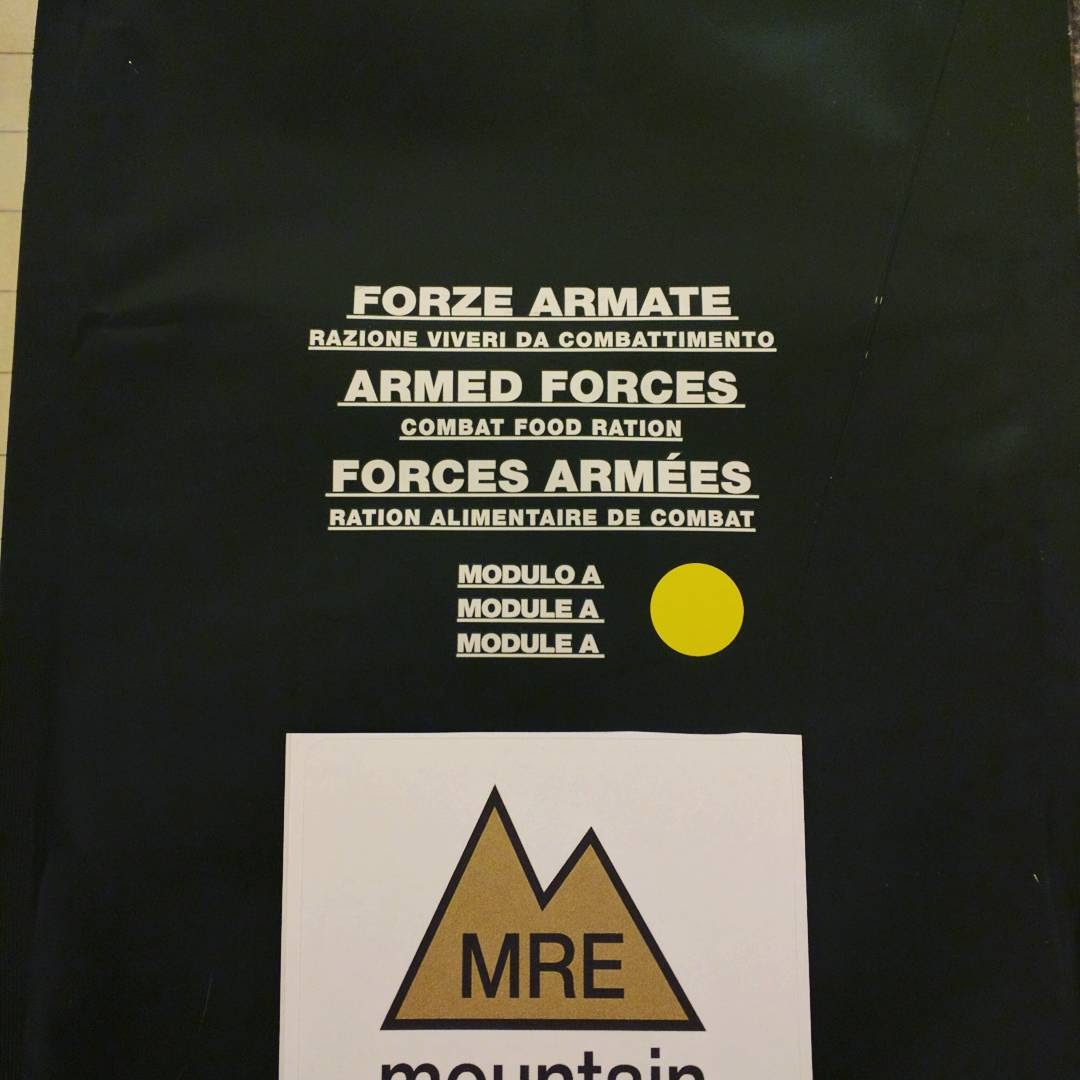 FORZE ARMATE
RAZIONE VIVERI DA COMBATTIMENTO
ARMED FORCES
COMBAT FOOD RATION
FORCES ARMÉES
RATION ALIMENTAIRE DE COMBAT
MODULO A
MODULE A
MODULE A
MRE
mountain